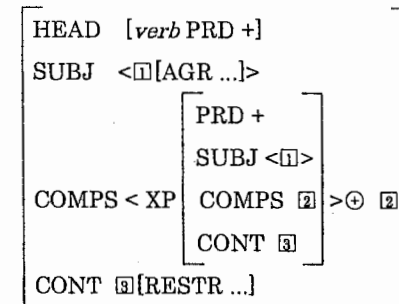 HEAD [verb PRD +]
SUBJ <1[AGR ...]>
PRD +
SUBJ <1>
COMPS < XP COMPS 2 >⊕ 2
CONT 3
CONT 3[RESTR ...]